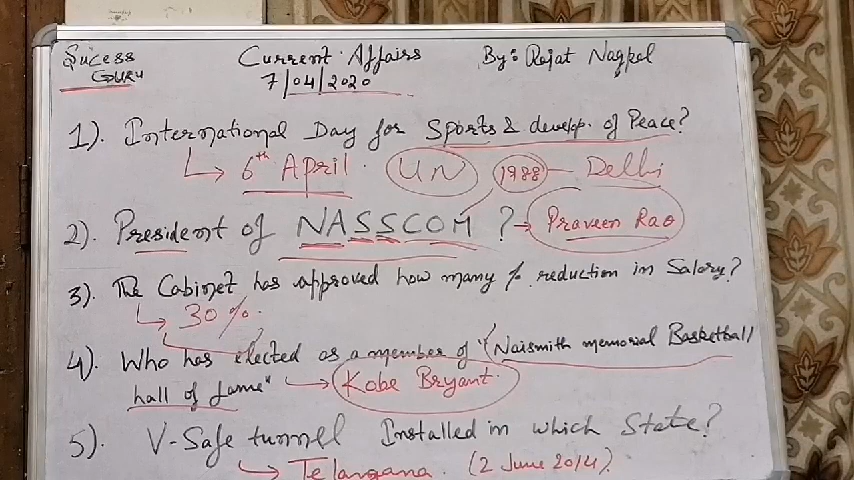 Sucess Current Affairs By: Rajat Nagpal
GURU 7/04/2020
1). International Day for Sports & develop. of Peace?
↳ 6th April. UN 1988 — Delhi
2). President of NASSCOM ? → Praveen Rao
3). The Cabinet has approved how many % reduction in Salary?
↳ 30%.
4). Who has elected as a member of "Naismith memorial Basketball
hall of fame" → Kobe Bryant.
5). V-Safe tunnel Installed in which State?
↳ Telangana. (2 June 2014).